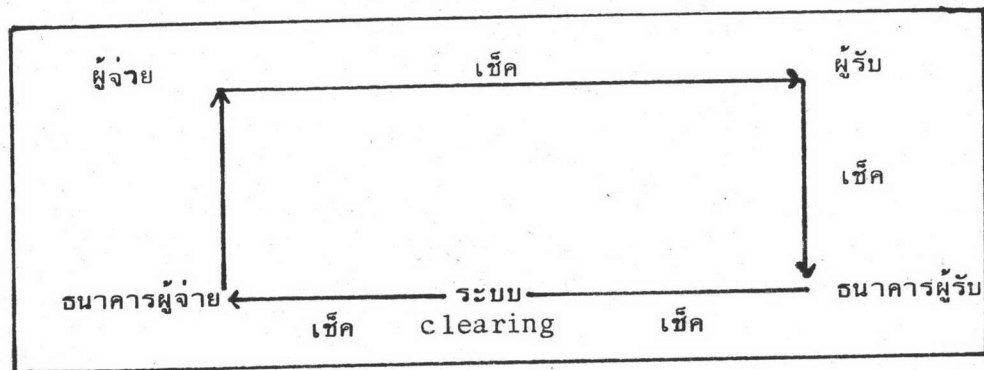 ผู้จ่าย เช็ค ผู้รับ
เช็ค
ธนาคารผู้จ่าย ระบบ ธนาคารผู้รับ
เช็ค clearing เช็ค